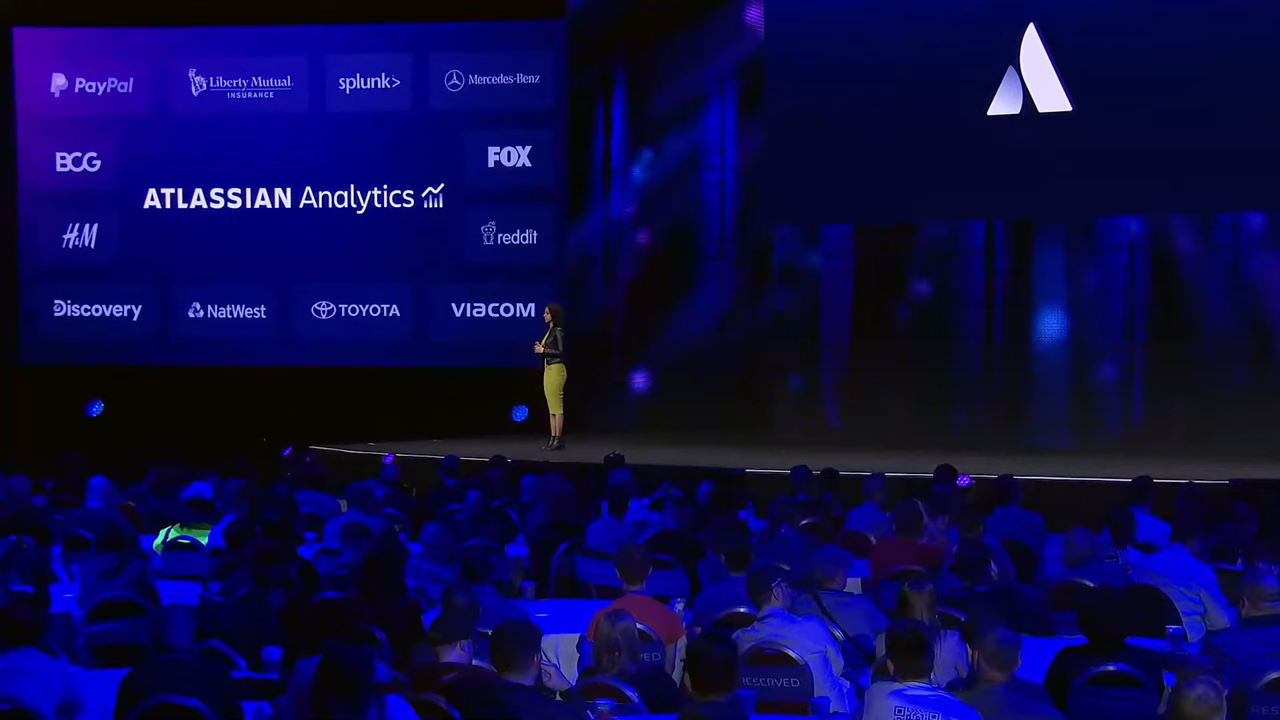 PayPal
Liberty Mutual.
INSURANCE
splunk>
Mercedes-Benz
BCG
FOX
ATLASSIAN Analytics
H&M
reddit
Discovery
NatWest
TOYOTA
VIACOM
RESERVED